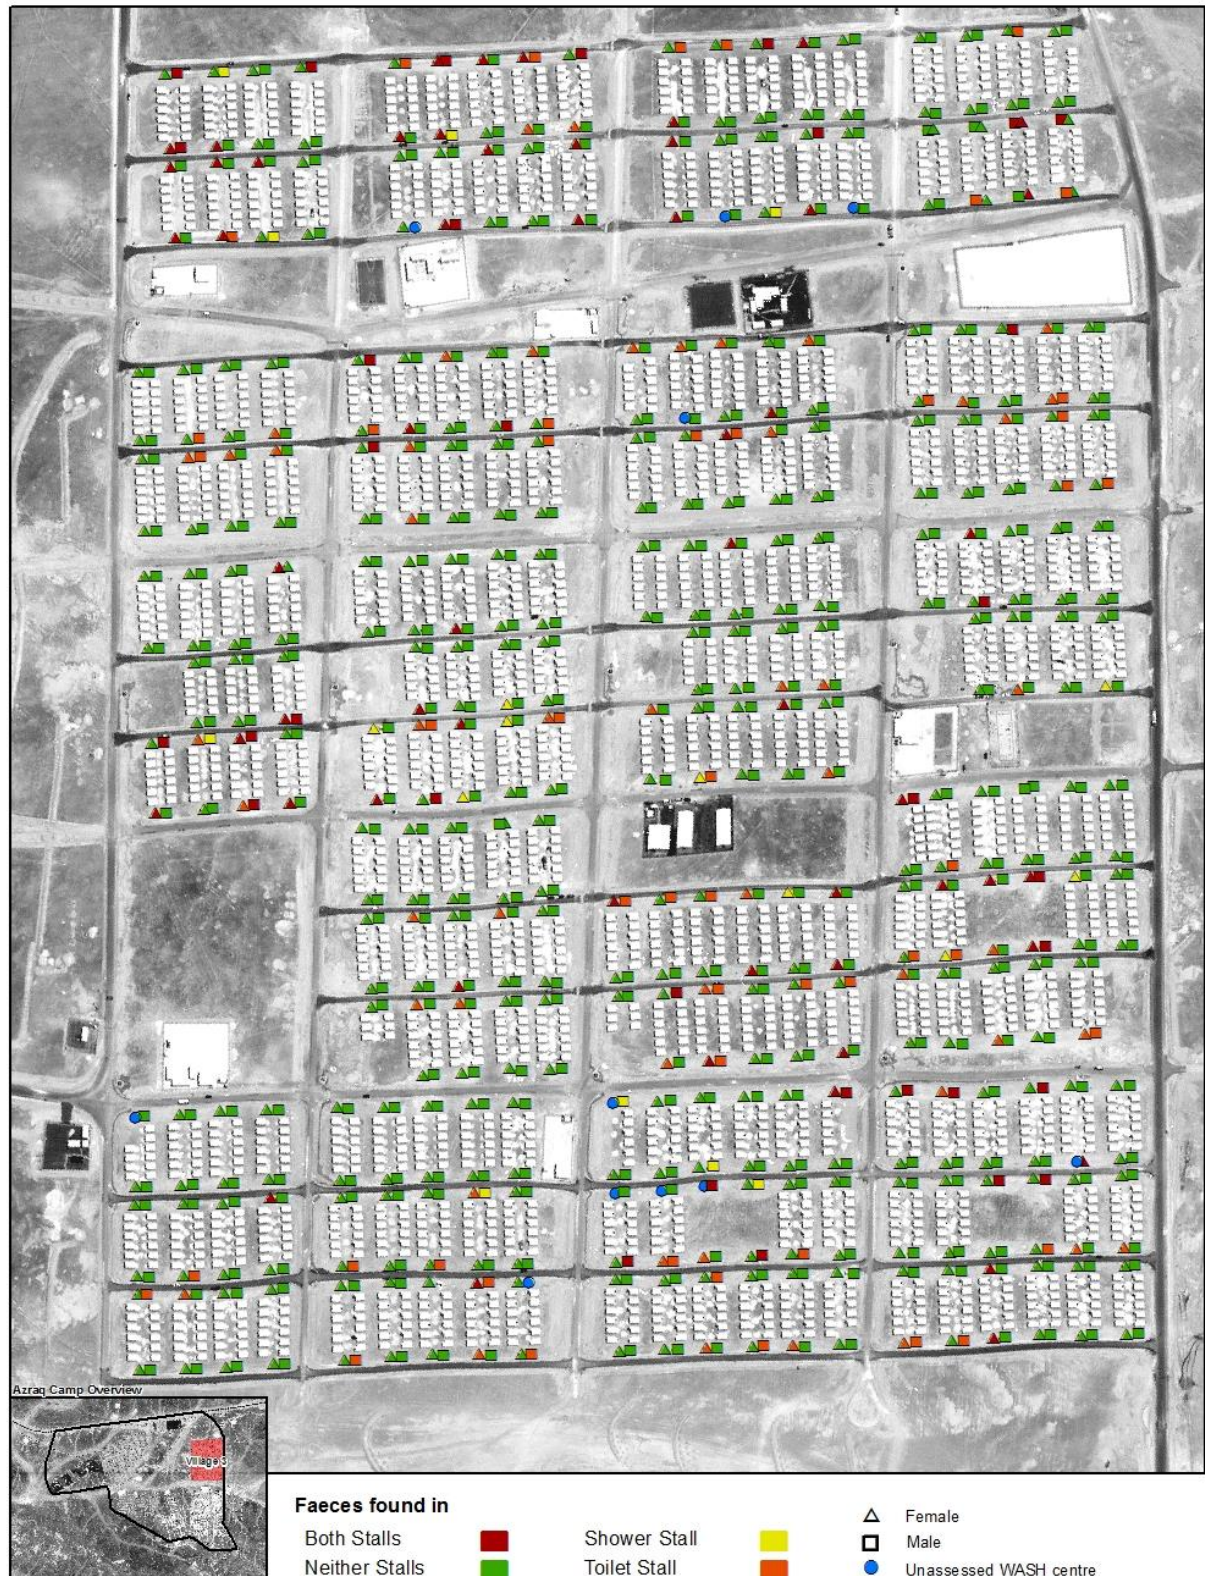 Azraq Camp Overview
Village 3
Faeces found in
Both Stalls
Shower Stall
Female
Neither Stalls
Toilet Stall
Male
Unassessed WASH centre